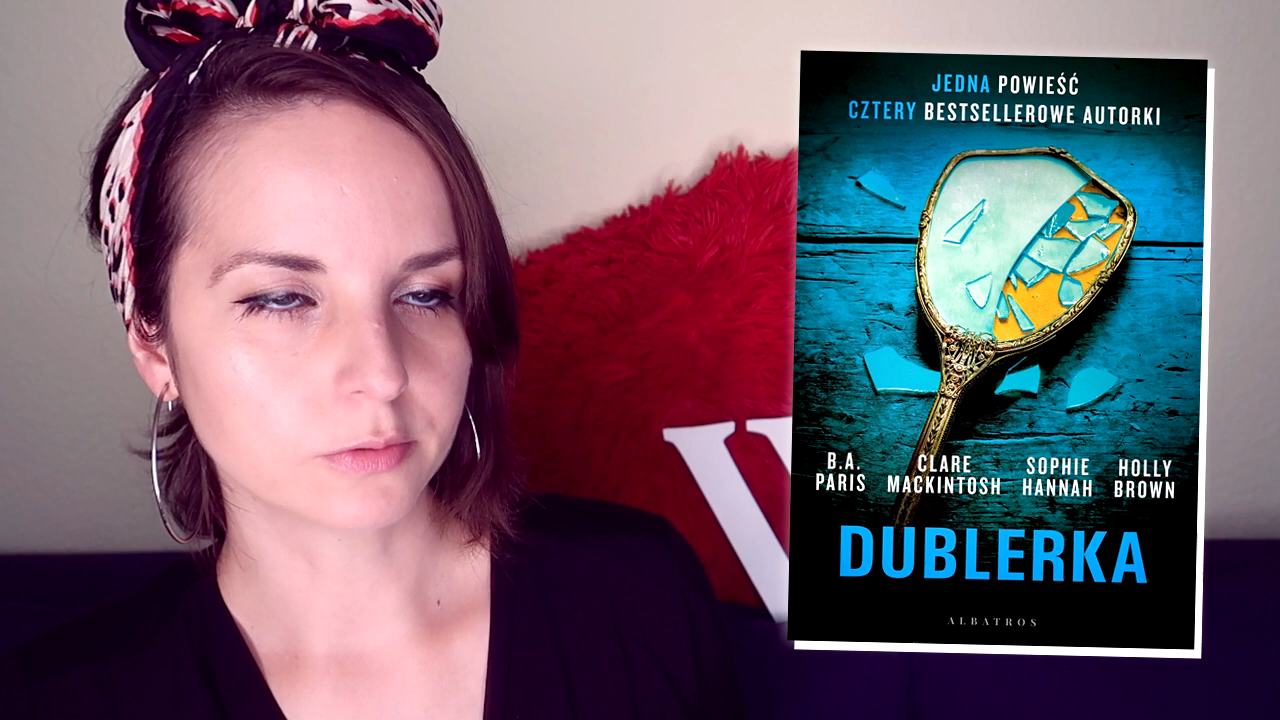 JEDNA POWIEŚĆ
CZTERY BESTSELLEROWE AUTORKI
B.A. PARIS
CLARE MACKINTOSH
SOPHIE HANNAH
HOLLY BROWN
DUBLERKA
ALBATROS